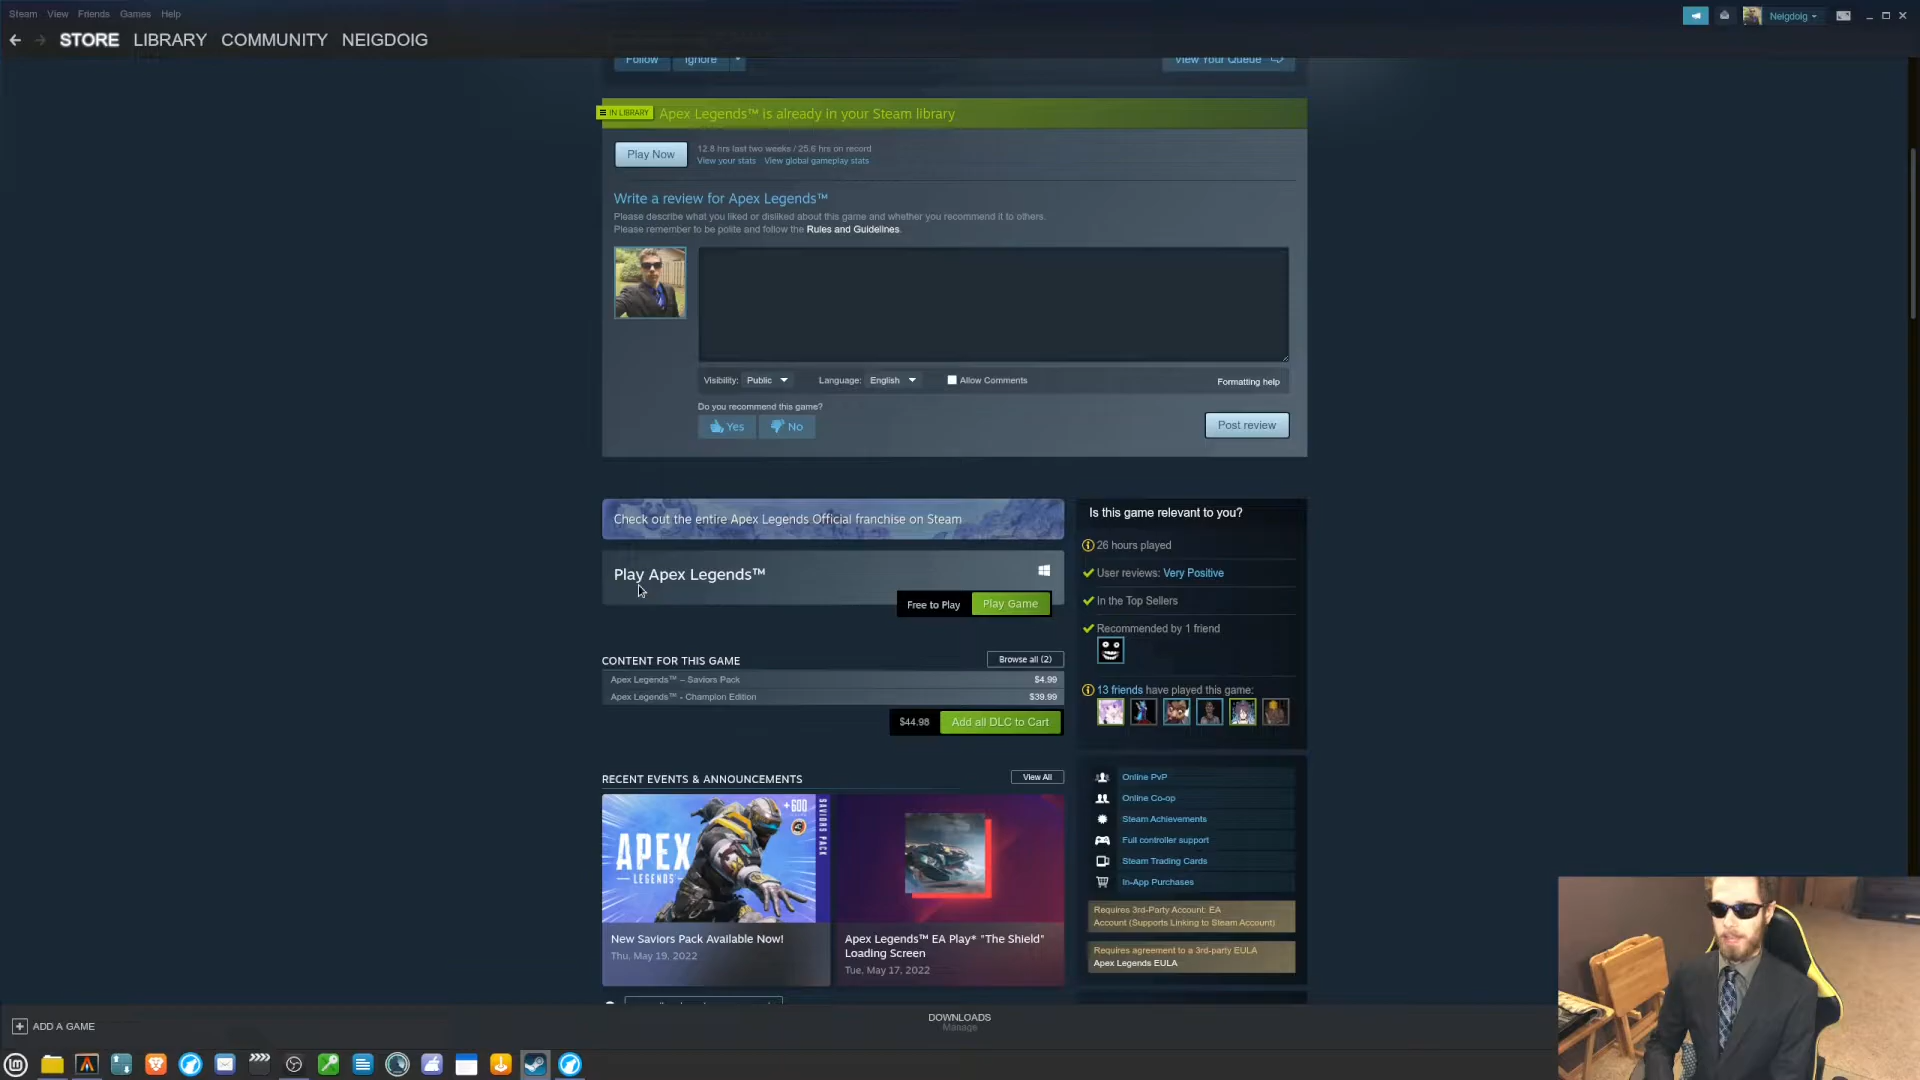 Steam View Friends Games Help
Neigdoig
STORE LIBRARY COMMUNITY NEIGDOIG
Follow Ignore View Your Queue
IN LIBRARY Apex Legends™ is already in your Steam library
Play Now
12.8 hrs last two weeks / 25.6 hrs on record
View your stats View global gameplay stats
Write a review for Apex Legends™
Please describe what you liked or disliked about this game and whether you recommend it to others.
Please remember to be polite and follow the Rules and Guidelines.
Visibility: Public Language: English Allow Comments Formatting help
Do you recommend this game?
Yes No Post review
Check out the entire Apex Legends Official franchise on Steam
Play Apex Legends™
Free to Play Play Game
CONTENT FOR THIS GAME Browse all (2)
Apex Legends™ – Saviors Pack $4.99
Apex Legends™ - Champion Edition $39.99
$44.98 Add all DLC to Cart
RECENT EVENTS & ANNOUNCEMENTS View All
+600
SAVIORS PACK
APEX
LEGENDS
New Saviors Pack Available Now!
Thu, May 19, 2022
Apex Legends™ EA Play* "The Shield"
Loading Screen
Tue, May 17, 2022
Is this game relevant to you?
26 hours played
User reviews: Very Positive
In the Top Sellers
Recommended by 1 friend
13 friends have played this game:
Online PvP
Online Co-op
Steam Achievements
Full controller support
Steam Trading Cards
In-App Purchases
Requires 3rd-Party Account: EA
Account (Supports Linking to Steam Account)
Requires agreement to a 3rd-party EULA
Apex Legends EULA
ADD A GAME
DOWNLOADS
Manage